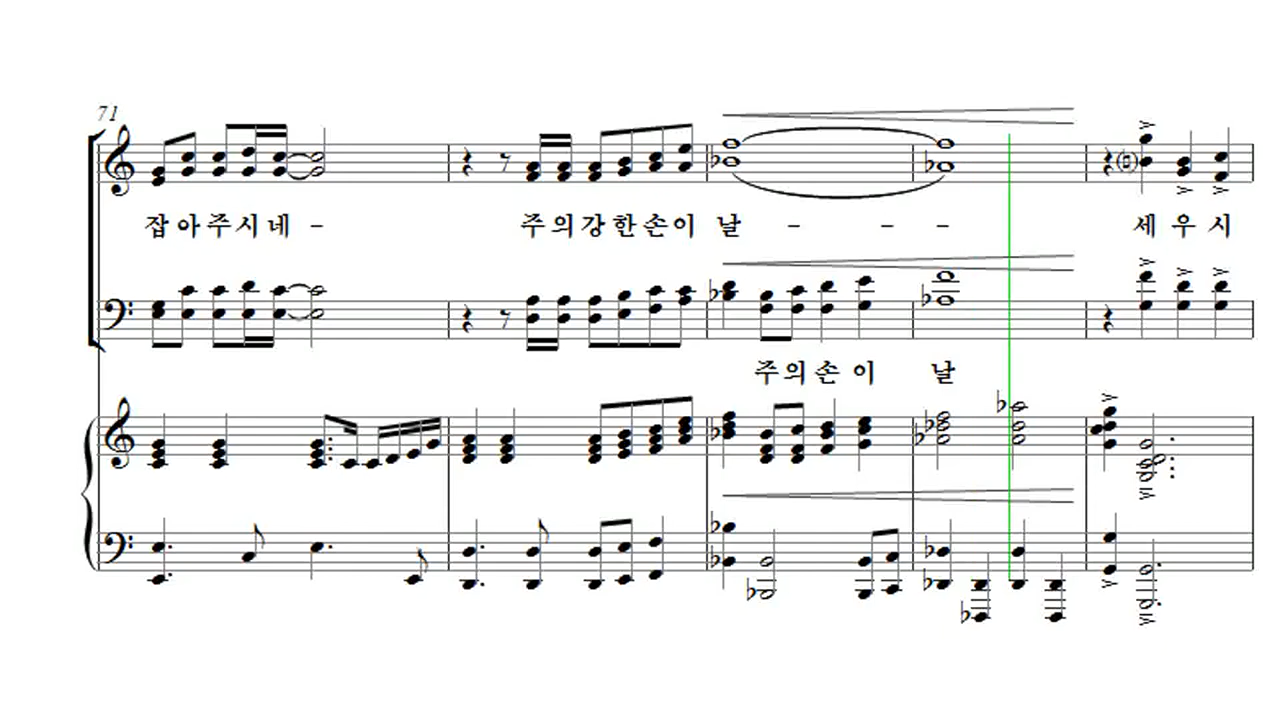 71
잡아주시네 - 주의강한손이 날 - - - 세 우 시
주의손 이 날